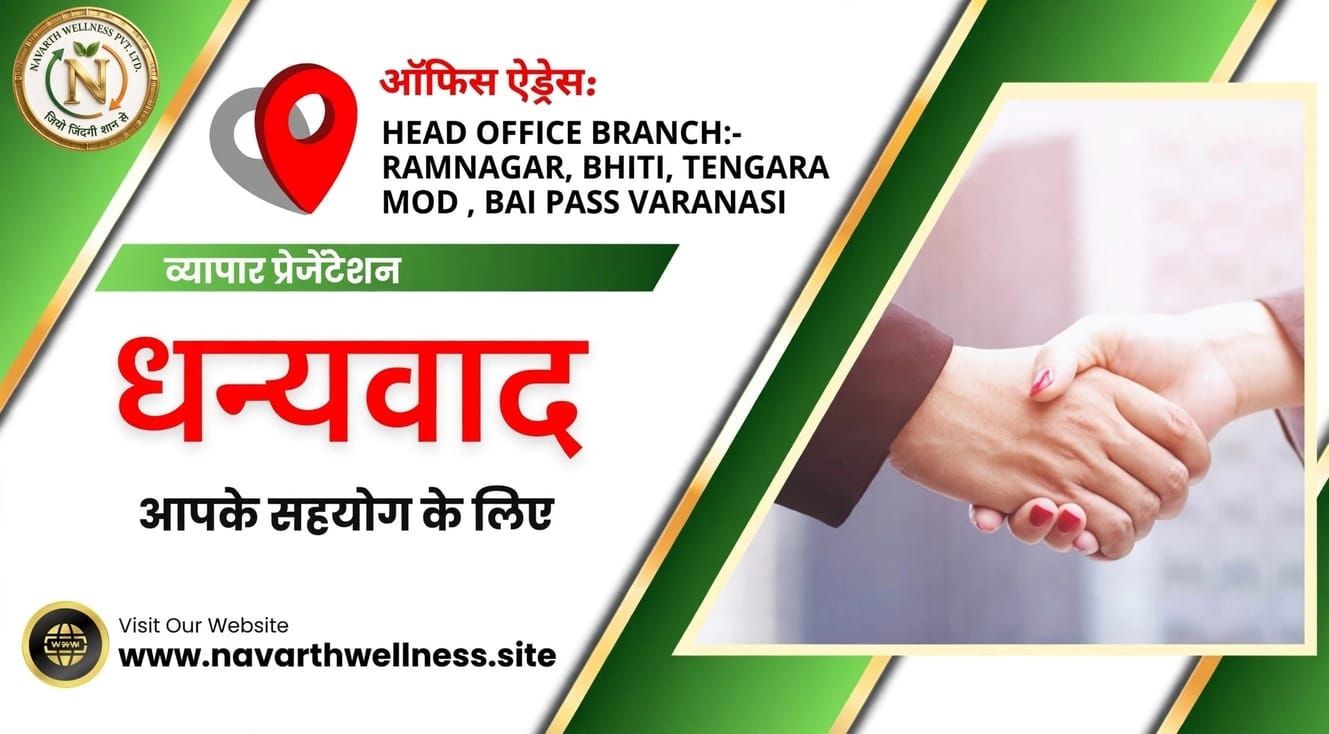 NAVARTH WELLNESS PVT. LTD.
N
जियो जिंदगी शान से
ऑफिस ऐड्रेसः
HEAD OFFICE BRANCH:-
RAMNAGAR, BHITI, TENGARA
MOD , BAI PASS VARANASI
व्यापार प्रेजेंटेशन
धन्यवाद
आपके सहयोग के लिए
www
Visit Our Website
www.navarthwellness.site